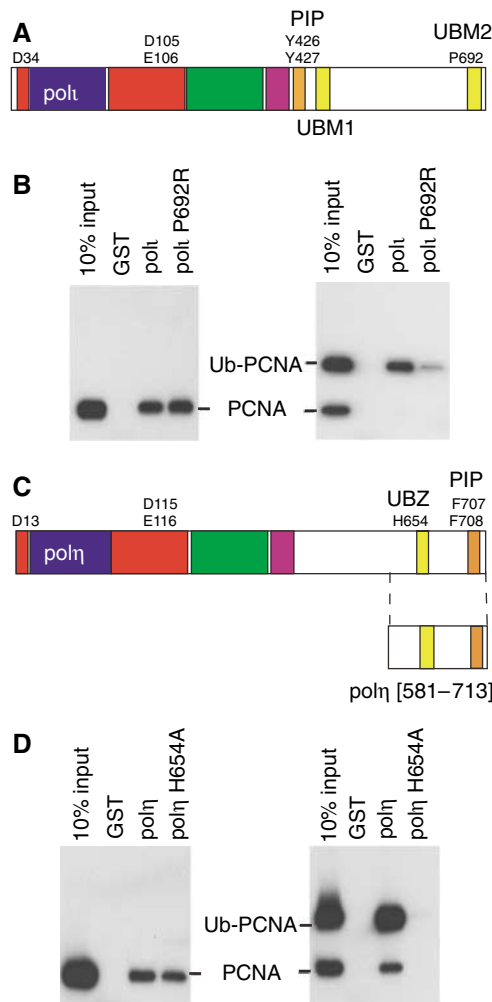 A
PIP
UBM2
D34
D105
E106
Y426
Y427
P692
polι
UBM1
B
10% input
GST
polι
polι P692R
10% input
GST
polι
polι P692R
Ub-PCNA
PCNA
C
UBZ
PIP
D13
D115
E116
H654
F707
F708
polη
polη [581–713]
D
10% input
GST
polη
polη H654A
10% input
GST
polη
polη H654A
Ub-PCNA
PCNA